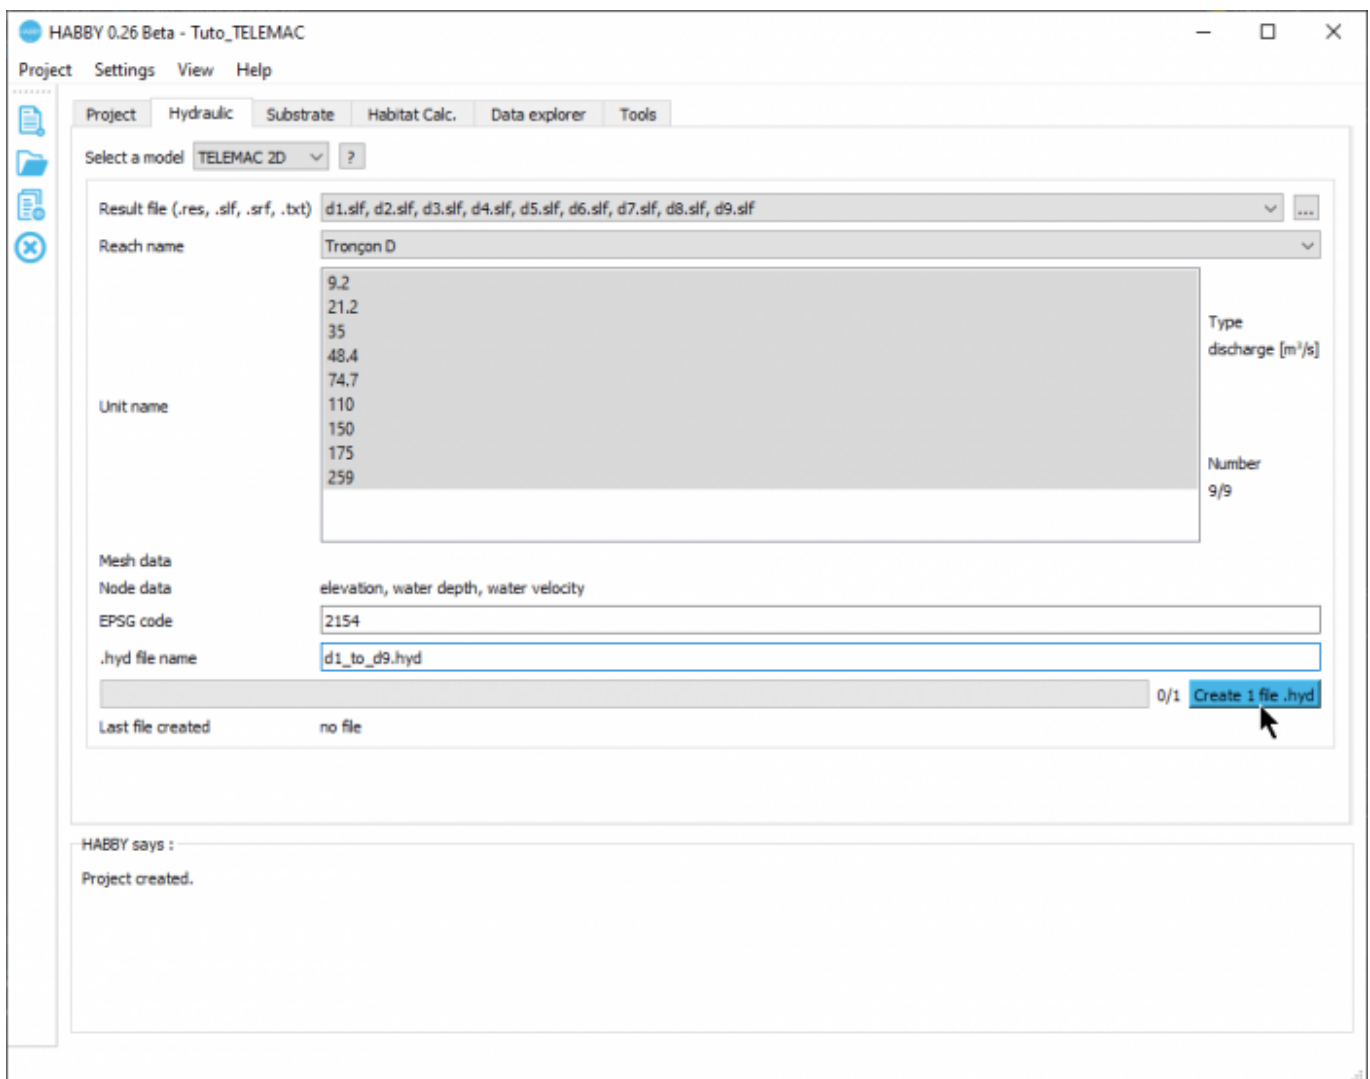 HABBY 0.26 Beta - Tuto_TELEMAC
Project Settings View Help
Project Hydraulic Substrate Habitat Calc. Data explorer Tools
Select a model TELEMAC 2D ?
Result file (.res, .slf, .srf, .txt) d1.slf, d2.slf, d3.slf, d4.slf, d5.slf, d6.slf, d7.slf, d8.slf, d9.slf ...
Reach name Tronçon D
9.2
21.2
35
48.4
74.7
110
150
175
259
Unit name
Type
discharge [m³/s]
Number
9/9
Mesh data
Node data elevation, water depth, water velocity
EPSG code 2154
.hyd file name d1_to_d9.hyd
0/1 Create 1 file .hyd
Last file created no file
HABBY says :
Project created.